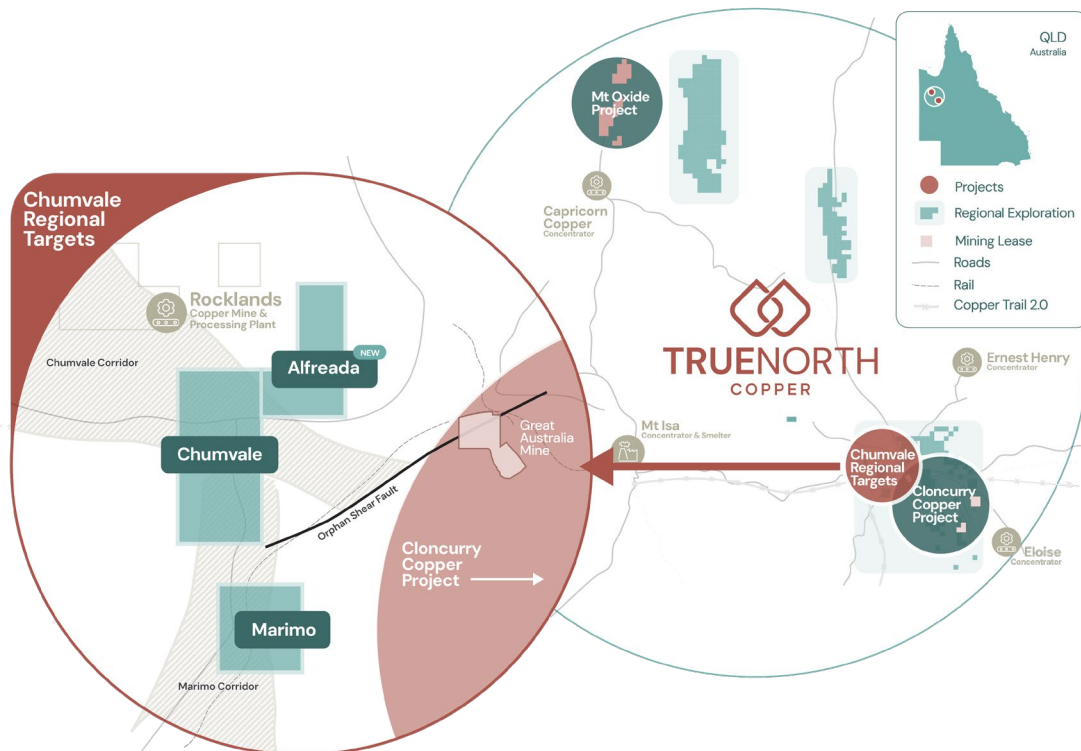 Chumvale
Regional
Targets
Rocklands
Copper Mine &
Processing Plant
Chumvale Corridor
Alfreada
NEW
Chumvale
Great
Australia
Mine
Orphan Shear Fault
Cloncurry
Copper
Project
Marimo
Marimo Corridor
Mt Oxide
Project
Capricorn
Copper
Concentrator
TRUENORTH
COPPER
Mt Isa
Concentrator & Smelter
Ernest Henry
Concentrator
Chumvale
Regional
Targets
Cloncurry
Copper
Project
Eloise
Concentrator
QLD
Australia
Projects
Regional Exploration
Mining Lease
Roads
Rail
Copper Trail 2.0